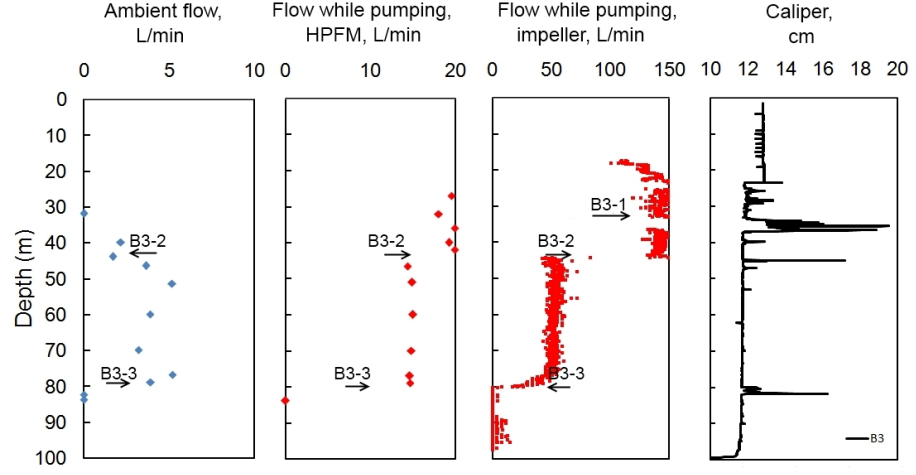 Ambient flow,
L/min
Flow while pumping,
HPFM, L/min
Flow while pumping,
impeller, L/min
Caliper,
cm
0 5 10
0 10 20
0 50 100 150
10 12 14 16 18 20
Depth (m)
0
10
20
30
40
50
60
70
80
90
100
B3-2
B3-3
B3-2
B3-3
B3-1
B3-2
B3-3
B3